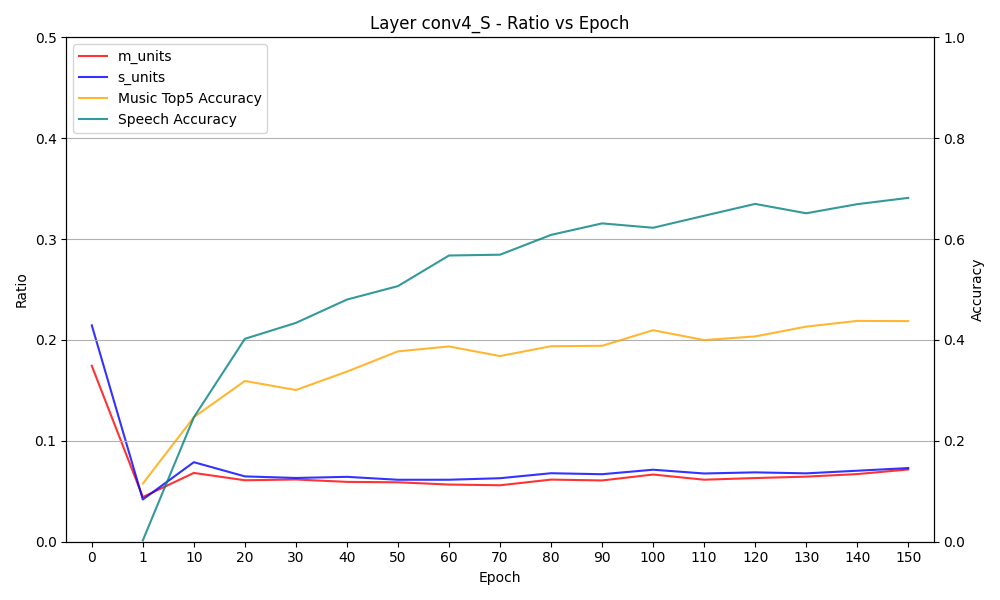 Layer conv4_S - Ratio vs Epoch
m_units
s_units
Music Top5 Accuracy
Speech Accuracy
Ratio
0.5
0.4
0.3
0.2
0.1
0.0
1.0
0.8
0.6
0.4
0.2
0.0
Accuracy
0 1 10 20 30 40 50 60 70 80 90 100 110 120 130 140 150
Epoch